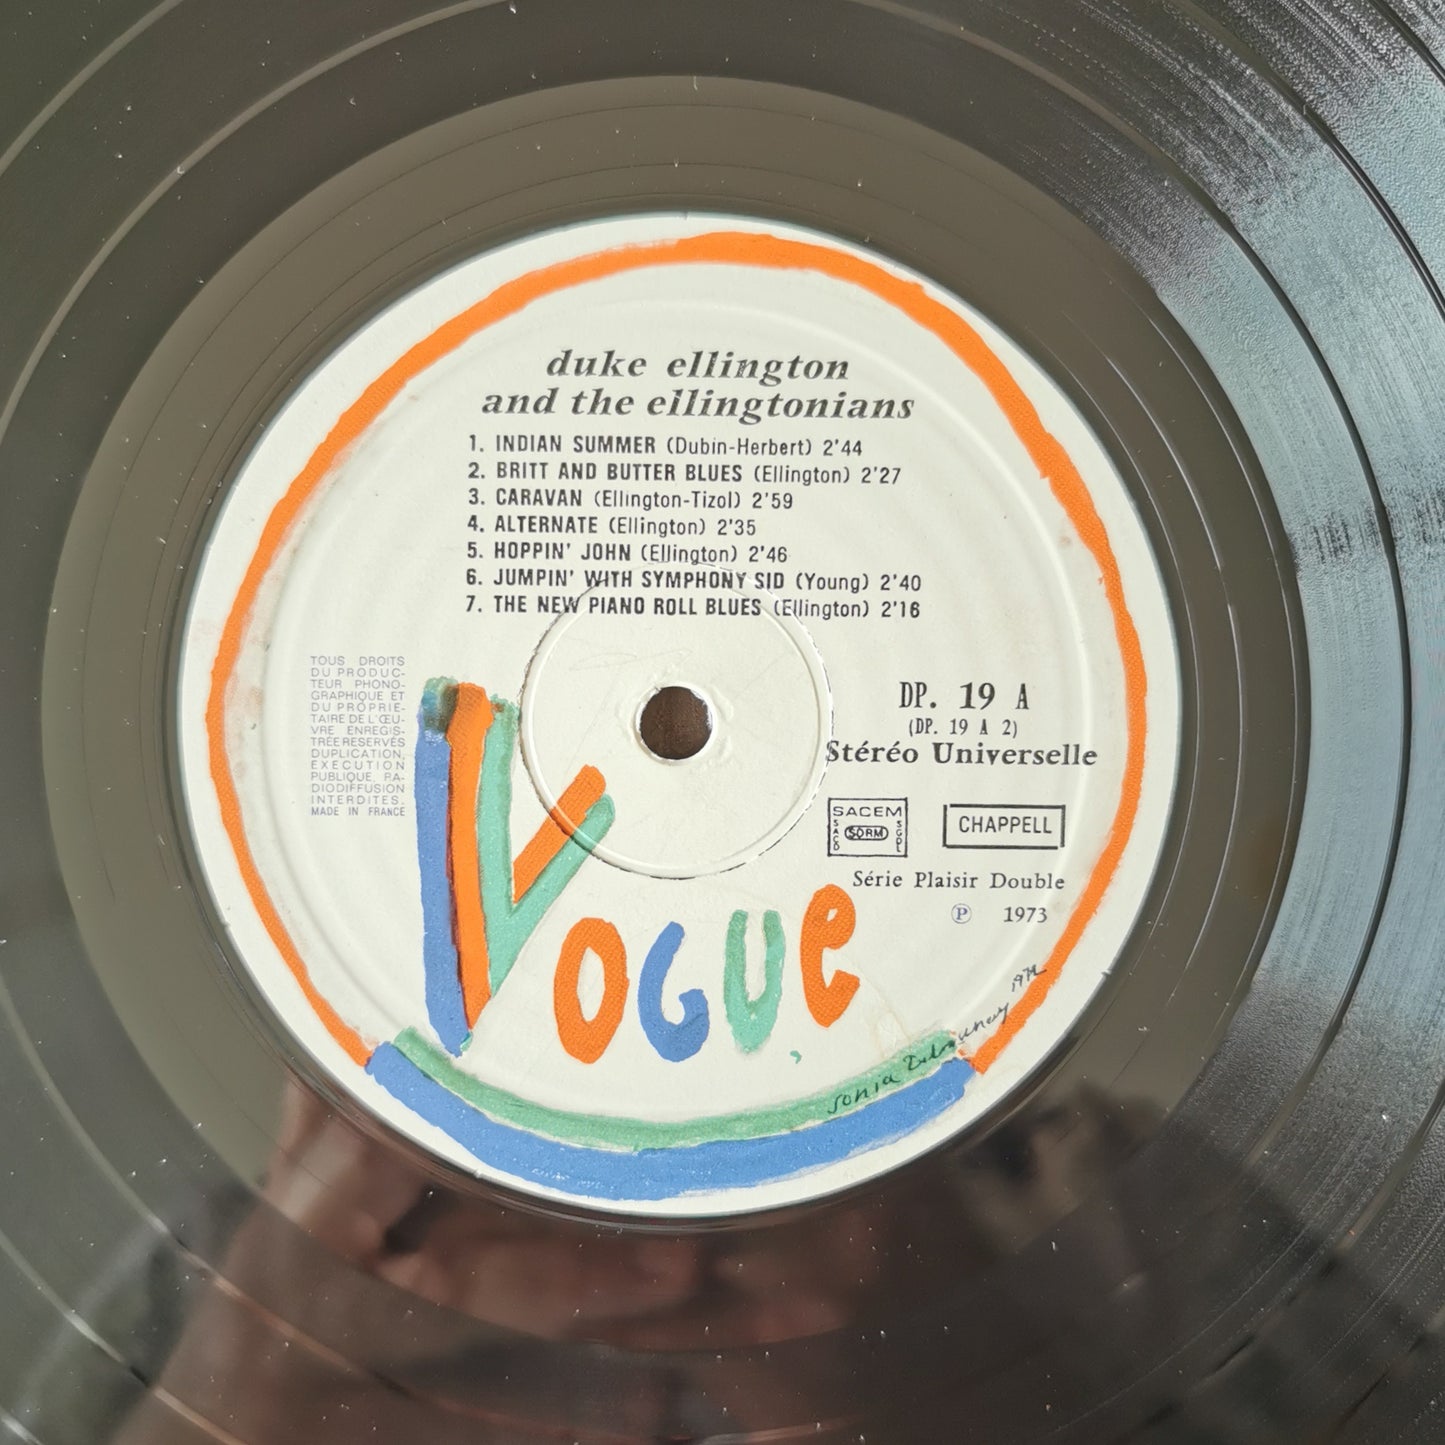 duke ellington
and the ellingtonians
1. INDIAN SUMMER (Dubin-Herbert) 2'44
2. BRITT AND BUTTER BLUES (Ellington) 2'27
3. CARAVAN (Ellington-Tizol) 2'59
4. ALTERNATE (Ellington) 2'35
5. HOPPIN' JOHN (Ellington) 2'46
6. JUMPIN' WITH SYMPHONY SID (Young) 2'40
7. THE NEW PIANO ROLL BLUES (Ellington) 2'16
TOUS DROITS
DU PRODUC-
TEUR PHONO-
GRAPHIQUE ET
DU PROPRIE-
TAIRE DE L'ŒU-
VRE ENREGIS-
TRÉE RESERVÉS
DUPLICATION,
EXECUTION
PUBLIQUE, RA-
DIODIFFUSION
INTERDITES.
MADE IN FRANCE
DP. 19 A
(DP. 19 A 2)
Stéréo Universelle
SACEM
SACD
SDRM
SGDL
CHAPPELL
Série Plaisir Double
Ⓟ 1973
VOGUE
sonia Delaunay 1972